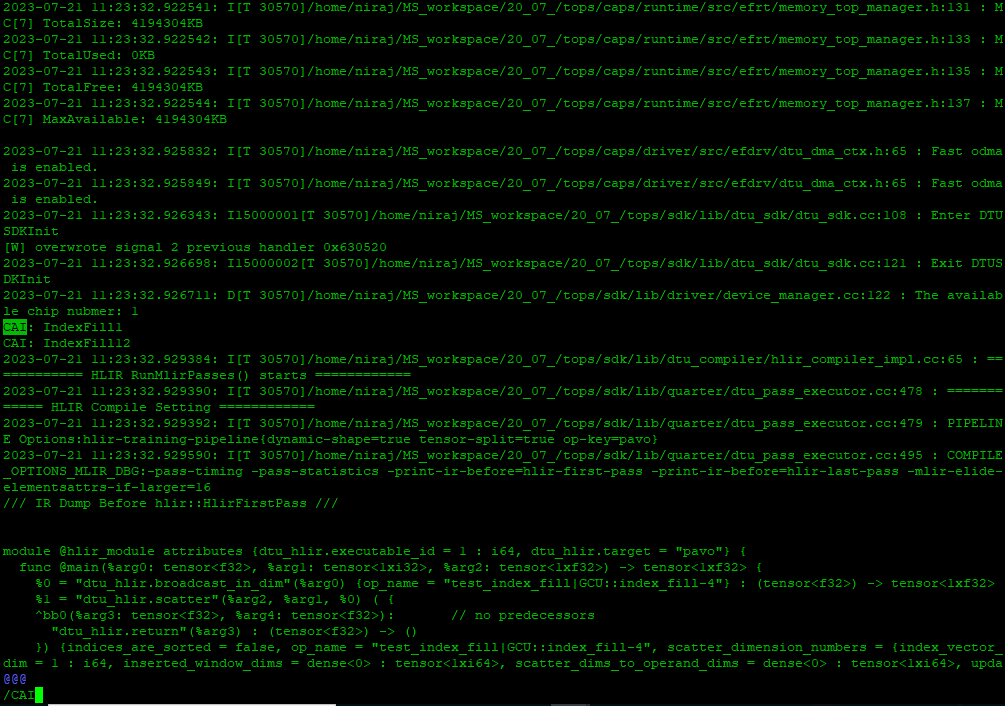 2023-07-21 11:23:32.922541: I[T 30570]/home/niraj/MS_workspace/20_07_/tops/caps/runtime/src/efrt/memory_top_manager.h:131 : M
C[7] TotalSize: 4194304KB
2023-07-21 11:23:32.922542: I[T 30570]/home/niraj/MS_workspace/20_07_/tops/caps/runtime/src/efrt/memory_top_manager.h:133 : M
C[7] TotalUsed: 0KB
2023-07-21 11:23:32.922543: I[T 30570]/home/niraj/MS_workspace/20_07_/tops/caps/runtime/src/efrt/memory_top_manager.h:135 : M
C[7] TotalFree: 4194304KB
2023-07-21 11:23:32.922544: I[T 30570]/home/niraj/MS_workspace/20_07_/tops/caps/runtime/src/efrt/memory_top_manager.h:137 : M
C[7] MaxAvailable: 4194304KB
2023-07-21 11:23:32.925832: I[T 30570]/home/niraj/MS_workspace/20_07_/tops/caps/driver/src/efdrv/dtu_dma_ctx.h:65 : Fast odma
 is enabled.
2023-07-21 11:23:32.925849: I[T 30570]/home/niraj/MS_workspace/20_07_/tops/caps/driver/src/efdrv/dtu_dma_ctx.h:65 : Fast odma
 is enabled.
2023-07-21 11:23:32.926343: I15000001[T 30570]/home/niraj/MS_workspace/20_07_/tops/sdk/lib/dtu_sdk/dtu_sdk.cc:108 : Enter DTU
SDKInit
[W] overwrote signal 2 previous handler 0x630520
2023-07-21 11:23:32.926698: I15000002[T 30570]/home/niraj/MS_workspace/20_07_/tops/sdk/lib/dtu_sdk/dtu_sdk.cc:121 : Exit DTUS
DKInit
2023-07-21 11:23:32.926711: D[T 30570]/home/niraj/MS_workspace/20_07_/tops/sdk/lib/driver/device_manager.cc:122 : The availab
le chip nubmer: 1
CAI: IndexFill1
CAI: IndexFill12
2023-07-21 11:23:32.929384: I[T 30570]/home/niraj/MS_workspace/20_07_/tops/sdk/lib/dtu_compiler/hlir_compiler_impl.cc:65 : ==
========== HLIR RunMlirPasses() starts ============
2023-07-21 11:23:32.929390: I[T 30570]/home/niraj/MS_workspace/20_07_/tops/sdk/lib/quarter/dtu_pass_executor.cc:478 : =======
===== HLIR Compile Setting ============
2023-07-21 11:23:32.929392: I[T 30570]/home/niraj/MS_workspace/20_07_/tops/sdk/lib/quarter/dtu_pass_executor.cc:479 : PIPELIN
E Options:hlir-training-pipeline{dynamic-shape=true tensor-split=true op-key=pavo}
2023-07-21 11:23:32.929590: I[T 30570]/home/niraj/MS_workspace/20_07_/tops/sdk/lib/quarter/dtu_pass_executor.cc:495 : COMPILE
_OPTIONS_MLIR_DBG:-pass-timing -pass-statistics -print-ir-before=hlir-first-pass -print-ir-before=hlir-last-pass -mlir-elide-
elementsattrs-if-larger=16
/// IR Dump Before hlir::HlirFirstPass ///
module @hlir_module attributes {dtu_hlir.executable_id = 1 : i64, dtu_hlir.target = "pavo"} {
  func @main(%arg0: tensor<f32>, %arg1: tensor<1xi32>, %arg2: tensor<1xf32>) -> tensor<1xf32> {
    %0 = "dtu_hlir.broadcast_in_dim"(%arg0) {op_name = "test_index_fill|GCU::index_fill-4"} : (tensor<f32>) -> tensor<1xf32>
    %1 = "dtu_hlir.scatter"(%arg2, %arg1, %0) ( {
    ^bb0(%arg3: tensor<f32>, %arg4: tensor<f32>):       // no predecessors
      "dtu_hlir.return"(%arg3) : (tensor<f32>) -> ()
    }) {indices_are_sorted = false, op_name = "test_index_fill|GCU::index_fill-4", scatter_dimension_numbers = {index_vector_
dim = 1 : i64, inserted_window_dims = dense<0> : tensor<1xi64>, scatter_dims_to_operand_dims = dense<0> : tensor<1xi64>, upda
@@@
/CAI